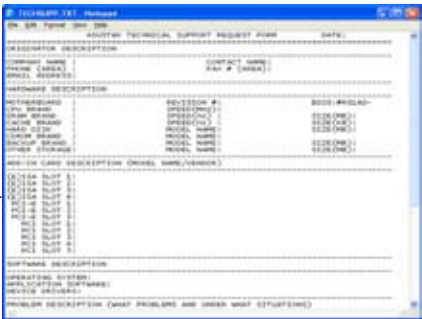 TECHSUPP.TXT - Notepad
File Edit Format View Help
ASUSTEK TECHNICAL SUPPORT REQUEST FORM DATE:
ORIGINATOR DESCRIPTION
COMPANY NAME | CONTACT NAME:
PHONE (AREA) | FAX # (AREA):
EMAIL ADDRESS:
HARDWARE DESCRIPTION
MOTHERBOARD | REVISION #: BIOS:
CPU BRAND SPEED(MHz):
DRAM BRAND | SPEED(ns) | SIZE(MB):
CACHE BRAND SPEED(ns) | SIZE(KB):
HARD DISK MODEL NAME: SIZE(MB):
CDROM BRAND MODEL NAME:
BACKUP BRAND MODEL NAME: SIZE(MB):
OTHER STORAGE MODEL NAME: SIZE(MB):
ADD-ON CARD DESCRIPTION (MODEL NAME/VENDOR)
(E)ISA SLOT 1:
(E)ISA SLOT 2:
(E)ISA SLOT 3:
(E)ISA SLOT 4:
PCI-E SLOT 1:
PCI-E SLOT 2:
PCI-E SLOT 3:
PCI SLOT 1:
PCI SLOT 2:
PCI SLOT 3:
PCI SLOT 4:
PCI SLOT 5:
SOFTWARE DESCRIPTION
OPERATING SYSTEM:
APPLICATION SOFTWARE:
DEVICE DRIVERS:
PROBLEM DESCRIPTION (WHAT PROBLEMS AND UNDER WHAT SITUATIONS)